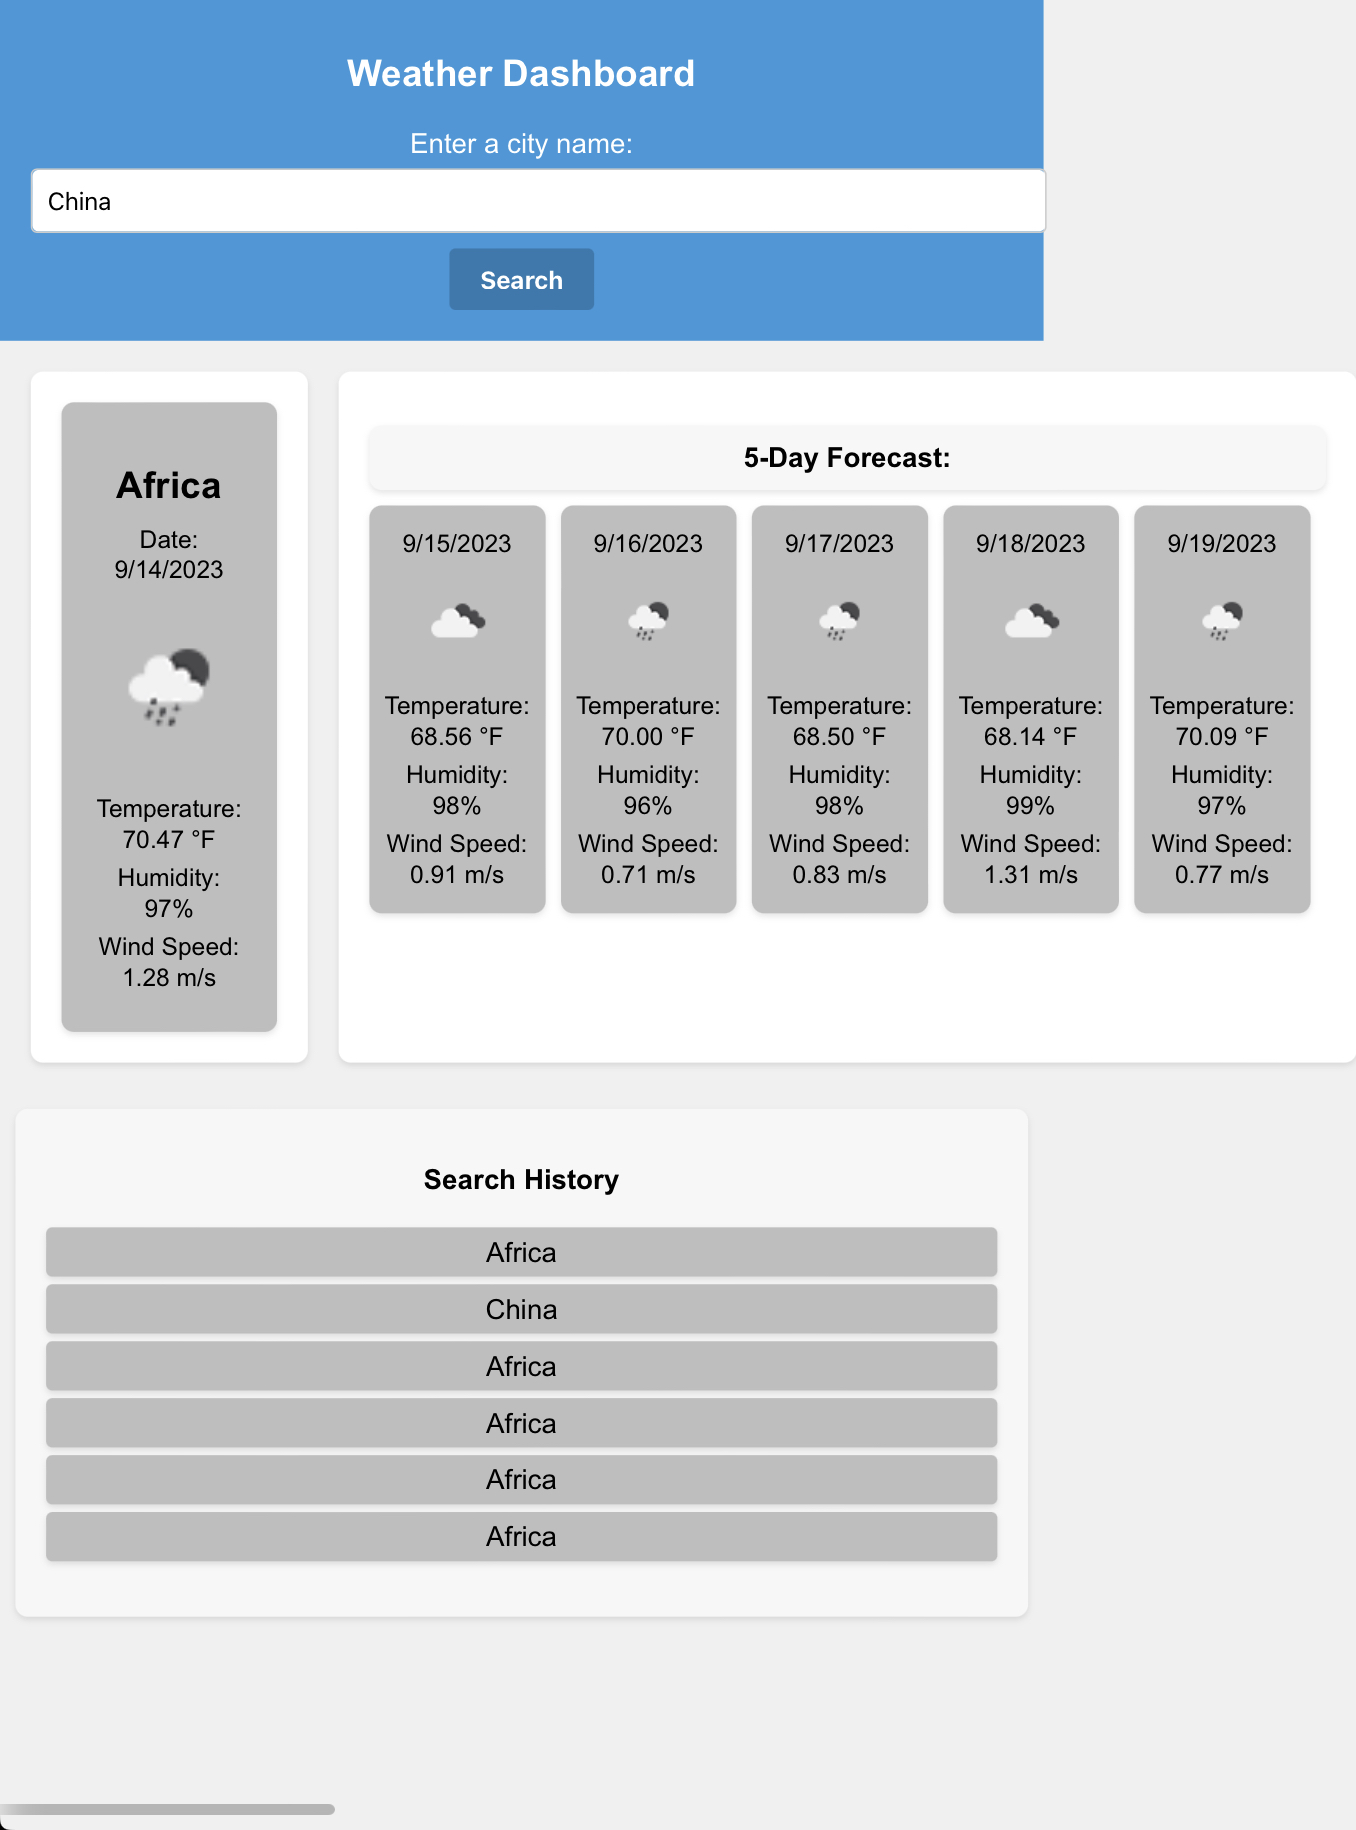 Weather Dashboard
Enter a city name:
China
Search
Africa
Date:
9/14/2023
Temperature:
70.47 °F
Humidity:
97%
Wind Speed:
1.28 m/s
5-Day Forecast:
9/15/2023
Temperature:
68.56 °F
Humidity:
98%
Wind Speed:
0.91 m/s
9/16/2023
Temperature:
70.00 °F
Humidity:
96%
Wind Speed:
0.71 m/s
9/17/2023
Temperature:
68.50 °F
Humidity:
98%
Wind Speed:
0.83 m/s
9/18/2023
Temperature:
68.14 °F
Humidity:
99%
Wind Speed:
1.31 m/s
9/19/2023
Temperature:
70.09 °F
Humidity:
97%
Wind Speed:
0.77 m/s
Search History
Africa
China
Africa
Africa
Africa
Africa